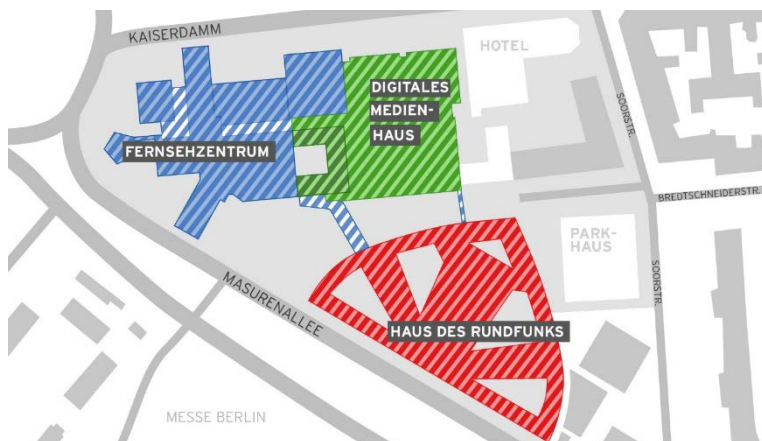 KAISERDAMM
HOTEL
DIGITALES
MEDIEN-
HAUS
SOORSTR.
FERNSEHZENTRUM
BREDTSCHNEIDERSTR.
PARK-
HAUS
MASURENALLEE
SOORSTR.
HAUS DES RUNDFUNKS
MESSE BERLIN